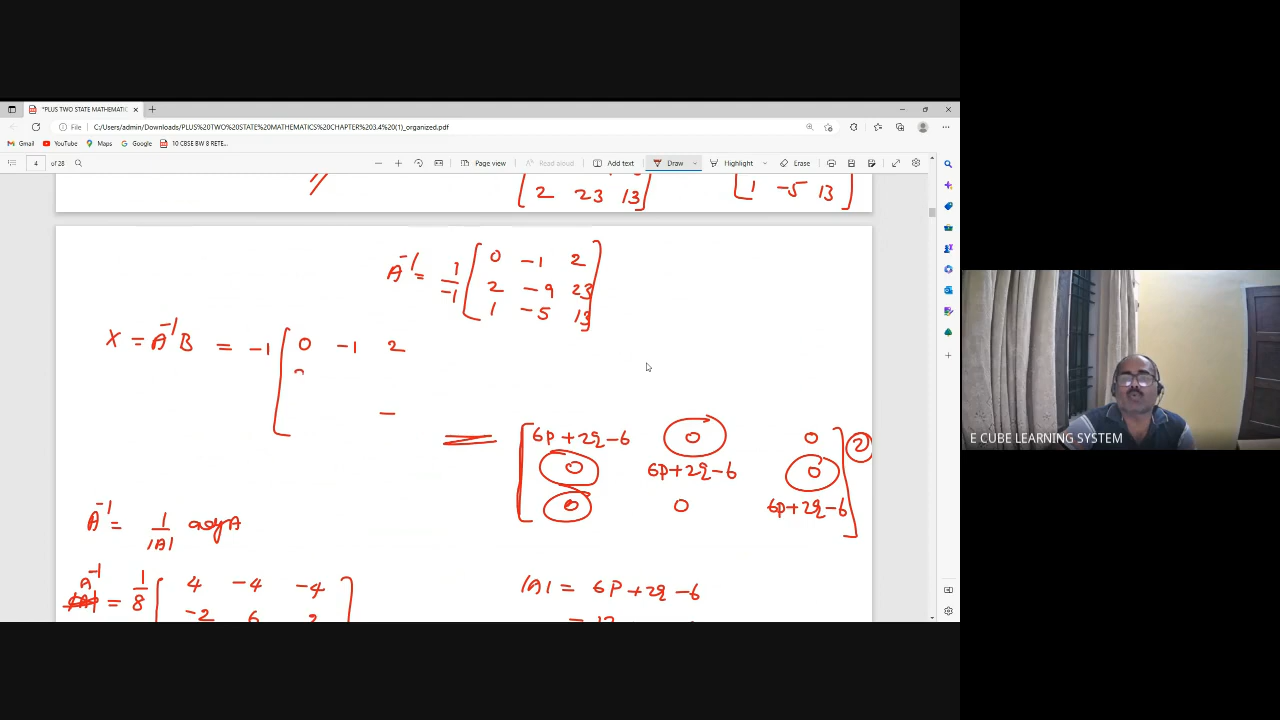 *PLUS TWO STATE MATHEMATIC
C:/Users/admin/Downloads/PLUS%20TWO%20STATE%20MATHEMATICS%20CHAPTER%203.4%20(1)_organized.pdf
File
Gmail YouTube Maps Google 10 CBSE BW 8 RETE...
4 of 28 Page view Read aloud Add text Draw Highlight Erase
2 23 13
1 -5 13
A⁻¹ = 1/-1 [0 -1 2
2 -9 23
1 -5 13]
X = A⁻¹B = -1 [0 -1 2
[6p+2q-6 0 0
0 6p+2q-6 0
0 0 6p+2q-6] ②
A⁻¹ = 1/|A| adjA
A⁻¹ = 1/8 [4 -4 -4
-2 6 2
|A| = 6p+2q-6
= 12
E CUBE LEARNING SYSTEM